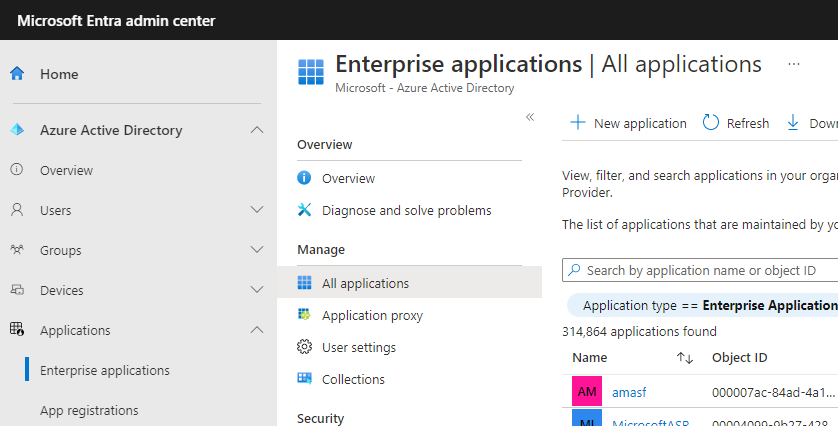 Microsoft Entra admin center
Home
Azure Active Directory
Overview
Users
Groups
Devices
Applications
Enterprise applications
App registrations
Enterprise applications | All applications ...
Microsoft - Azure Active Directory
«
Overview
Overview
Diagnose and solve problems
Manage
All applications
Application proxy
User settings
Collections
Security
+ New application Refresh Down
View, filter, and search applications in your orga
Provider.
The list of applications that are maintained by yo
Search by application name or object ID
Application type == Enterprise Application
314,864 applications found
Name Object ID
AM amasf 000007ac-84ad-4a1...
MI MicrosoftASP 00004099-9b27-428